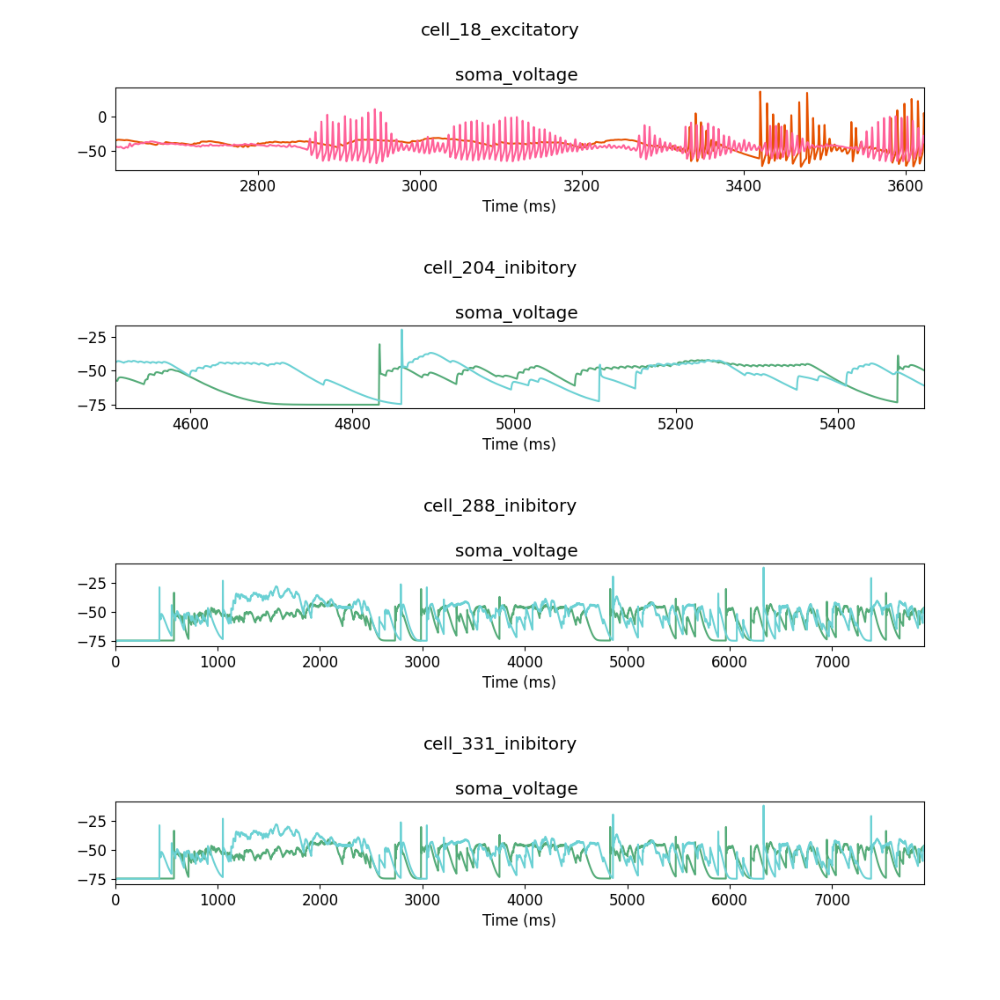 cell_18_excitatory
soma_voltage
0
−50
2800 3000 3200 3400 3600
Time (ms)
cell_204_inibitory
soma_voltage
−25
−50
−75
4600 4800 5000 5200 5400
Time (ms)
cell_288_inibitory
soma_voltage
−25
−50
−75
0 1000 2000 3000 4000 5000 6000 7000
Time (ms)
cell_331_inibitory
soma_voltage
−25
−50
−75
0 1000 2000 3000 4000 5000 6000 7000
Time (ms)